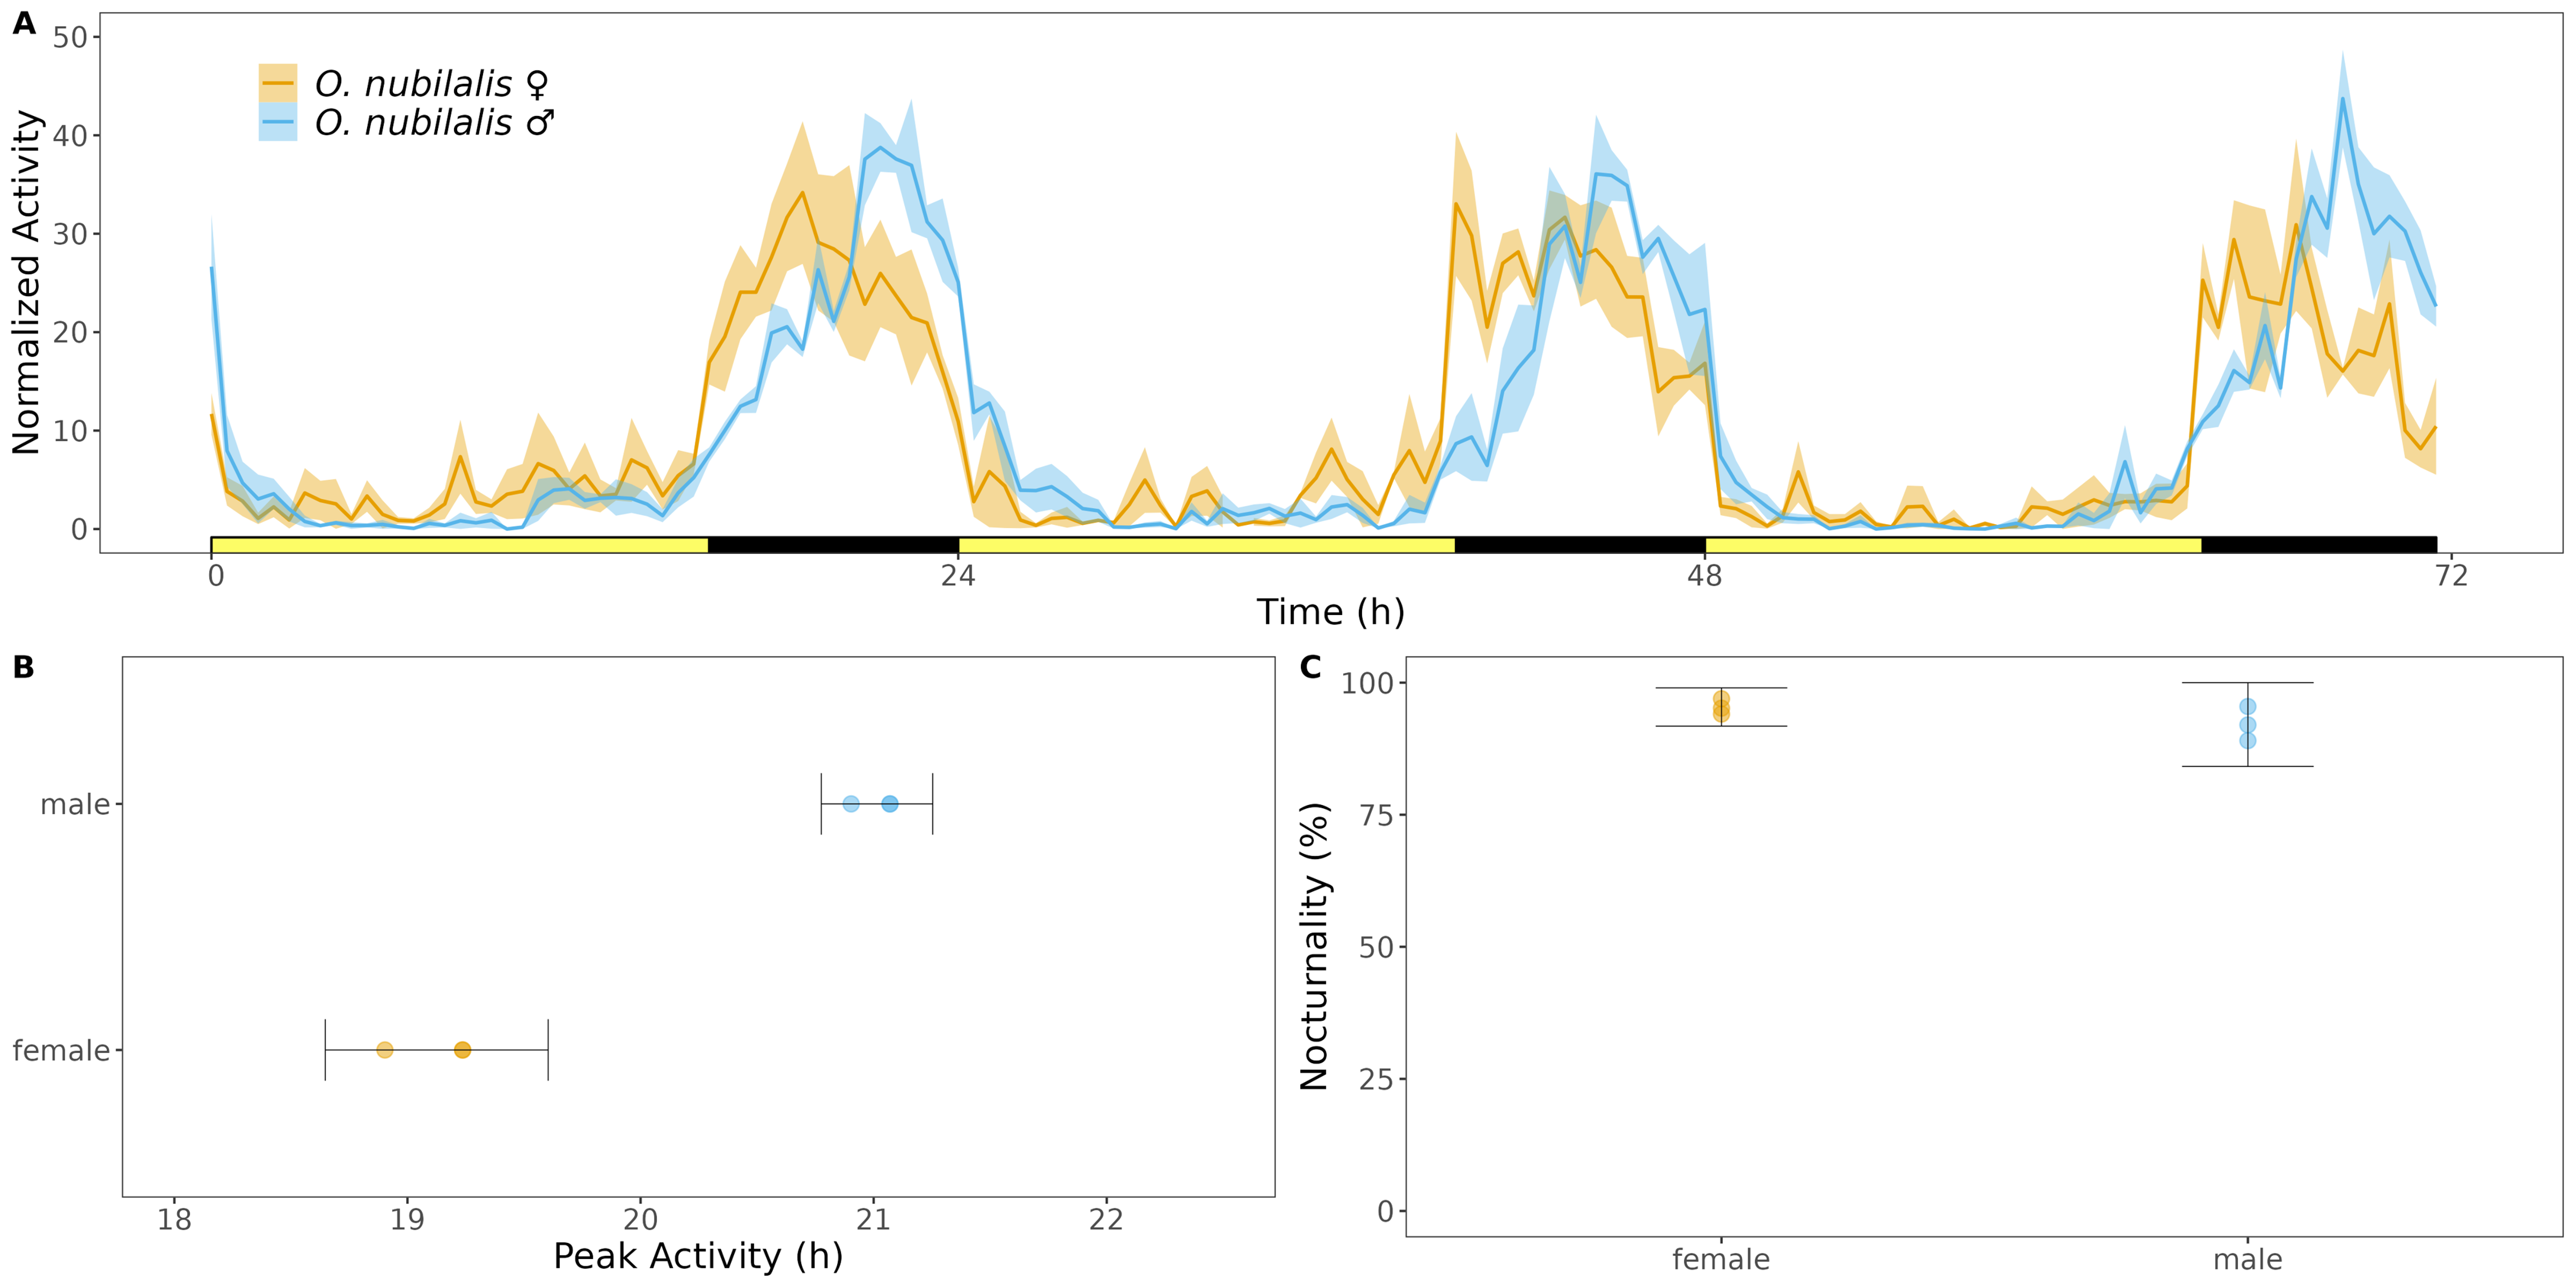 A
50
40
30
20
10
0
Normalized Activity
O. nubilalis ♀
O. nubilalis ♂
0 24 48 72
Time (h)
B
male
female
18 19 20 21 22
Peak Activity (h)
C
100
75
50
25
0
Nocturnality (%)
female male